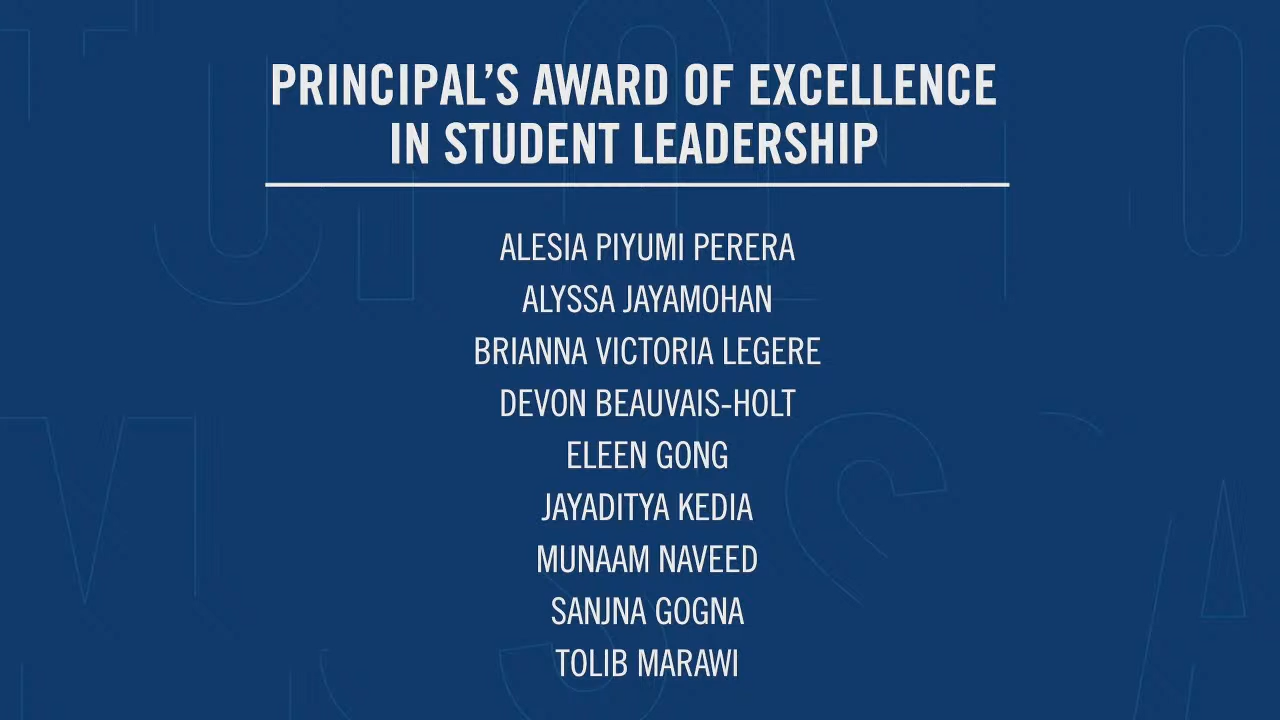 PRINCIPAL'S AWARD OF EXCELLENCE
IN STUDENT LEADERSHIP
ALESIA PIYUMI PERERA
ALYSSA JAYAMOHAN
BRIANNA VICTORIA LEGERE
DEVON BEAUVAIS-HOLT
ELEEN GONG
JAYADITYA KEDIA
MUNAAM NAVEED
SANJNA GOGNA
TOLIB MARAWI